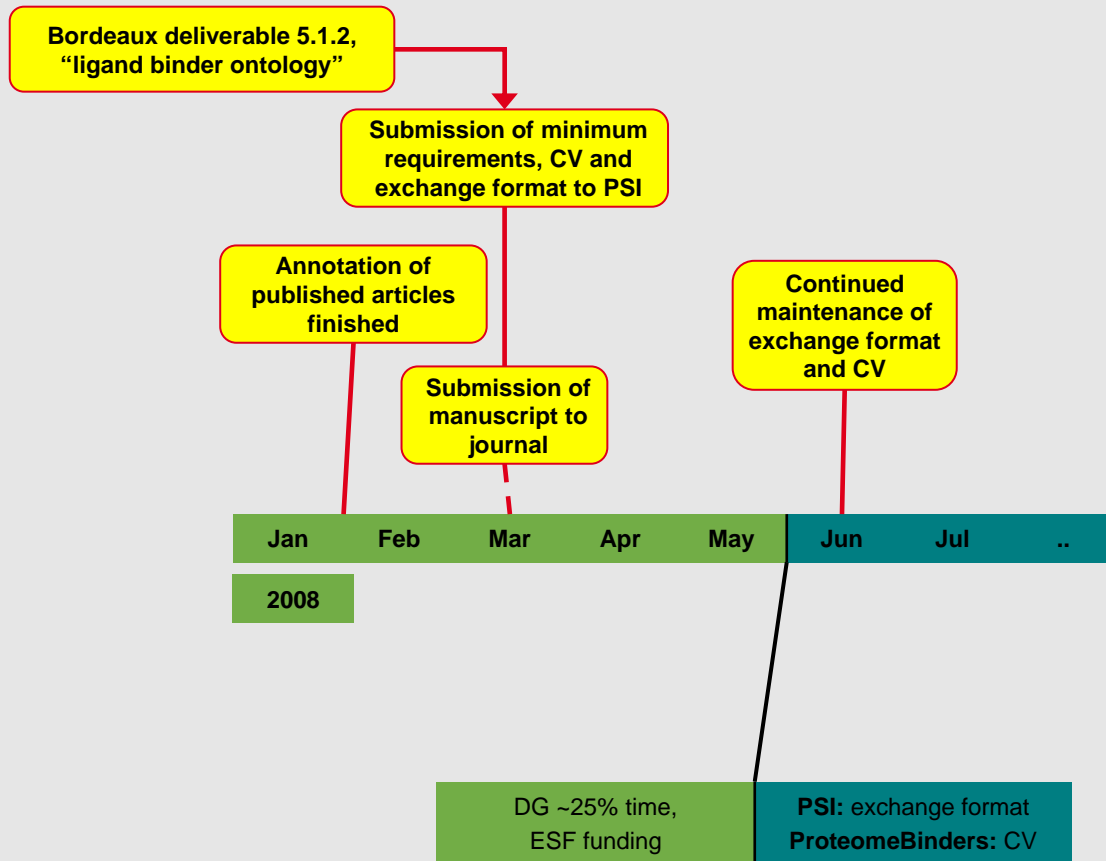 Bordeaux deliverable 5.1.2,
“ligand binder ontology”
Submission of minimum
requirements, CV and
exchange format to PSI
Annotation of
published articles
finished
Continued
maintenance of
exchange format
and CV
Submission of
manuscript to
journal
Jan Feb Mar Apr May Jun Jul ..
2008
DG ~25% time,
ESF funding
PSI: exchange format
ProteomeBinders: CV